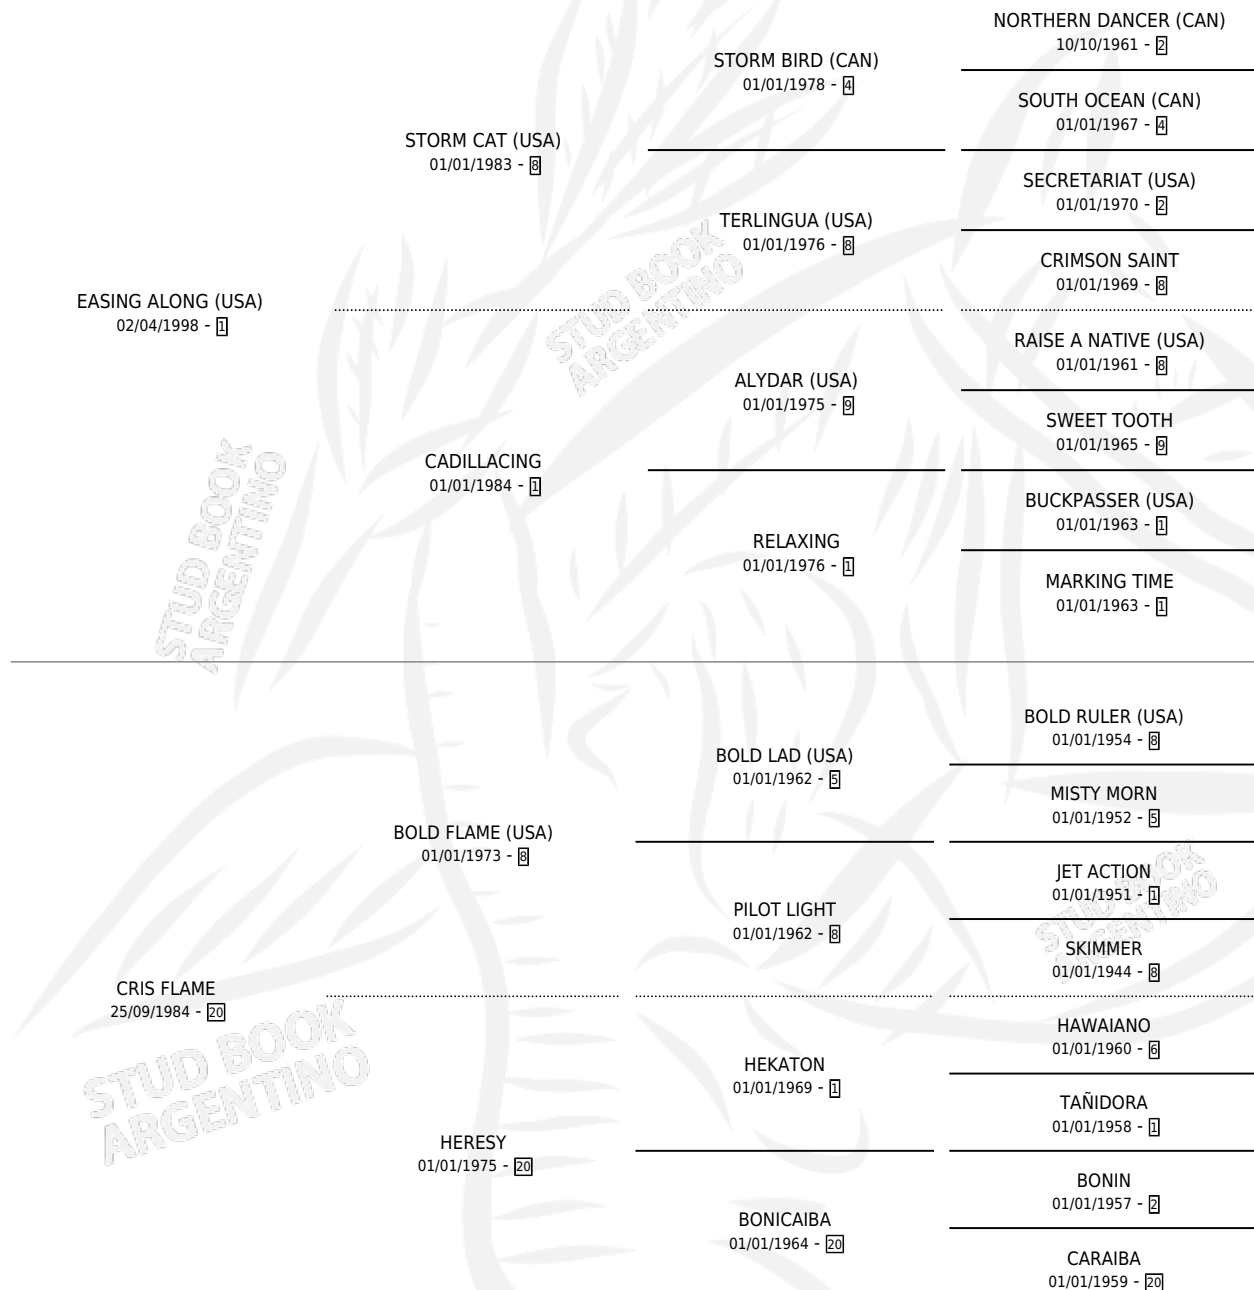 NORTHERN DANCER (CAN)
10/10/1961 - 2
STORM BIRD (CAN)
01/01/1978 - 4
SOUTH OCEAN (CAN)
01/01/1967 - 4
STORM CAT (USA)
01/01/1983 - 8
SECRETARIAT (USA)
01/01/1970 - 2
TERLINGUA (USA)
01/01/1976 - 8
CRIMSON SAINT
01/01/1969 - 8
EASING ALONG (USA)
02/04/1998 - 1
STUD BOOK
ARGENTINO
RAISE A NATIVE (USA)
01/01/1961 - 8
ALYDAR (USA)
01/01/1975 - 9
SWEET TOOTH
01/01/1965 - 9
CADILLACING
01/01/1984 - 1
BUCKPASSER (USA)
01/01/1963 - 1
RELAXING
01/01/1976 - 1
MARKING TIME
01/01/1963 - 1
STUD BOOK
ARGENTINO
BOLD RULER (USA)
01/01/1954 - 8
BOLD LAD (USA)
01/01/1962 - 5
MISTY MORN
01/01/1952 - 5
BOLD FLAME (USA)
01/01/1973 - 8
JET ACTION
01/01/1951 - 1
PILOT LIGHT
01/01/1962 - 8
STUD BOOK
ARGENTINO
SKIMMER
01/01/1944 - 8
CRIS FLAME
25/09/1984 - 20
STUD BOOK
ARGENTINO
HAWAIANO
01/01/1960 - 6
HEKATON
01/01/1969 - 1
TAÑIDORA
01/01/1958 - 1
HERESY
01/01/1975 - 20
BONIN
01/01/1957 - 2
BONICAIBA
01/01/1964 - 20
CARAIBA
01/01/1959 - 20